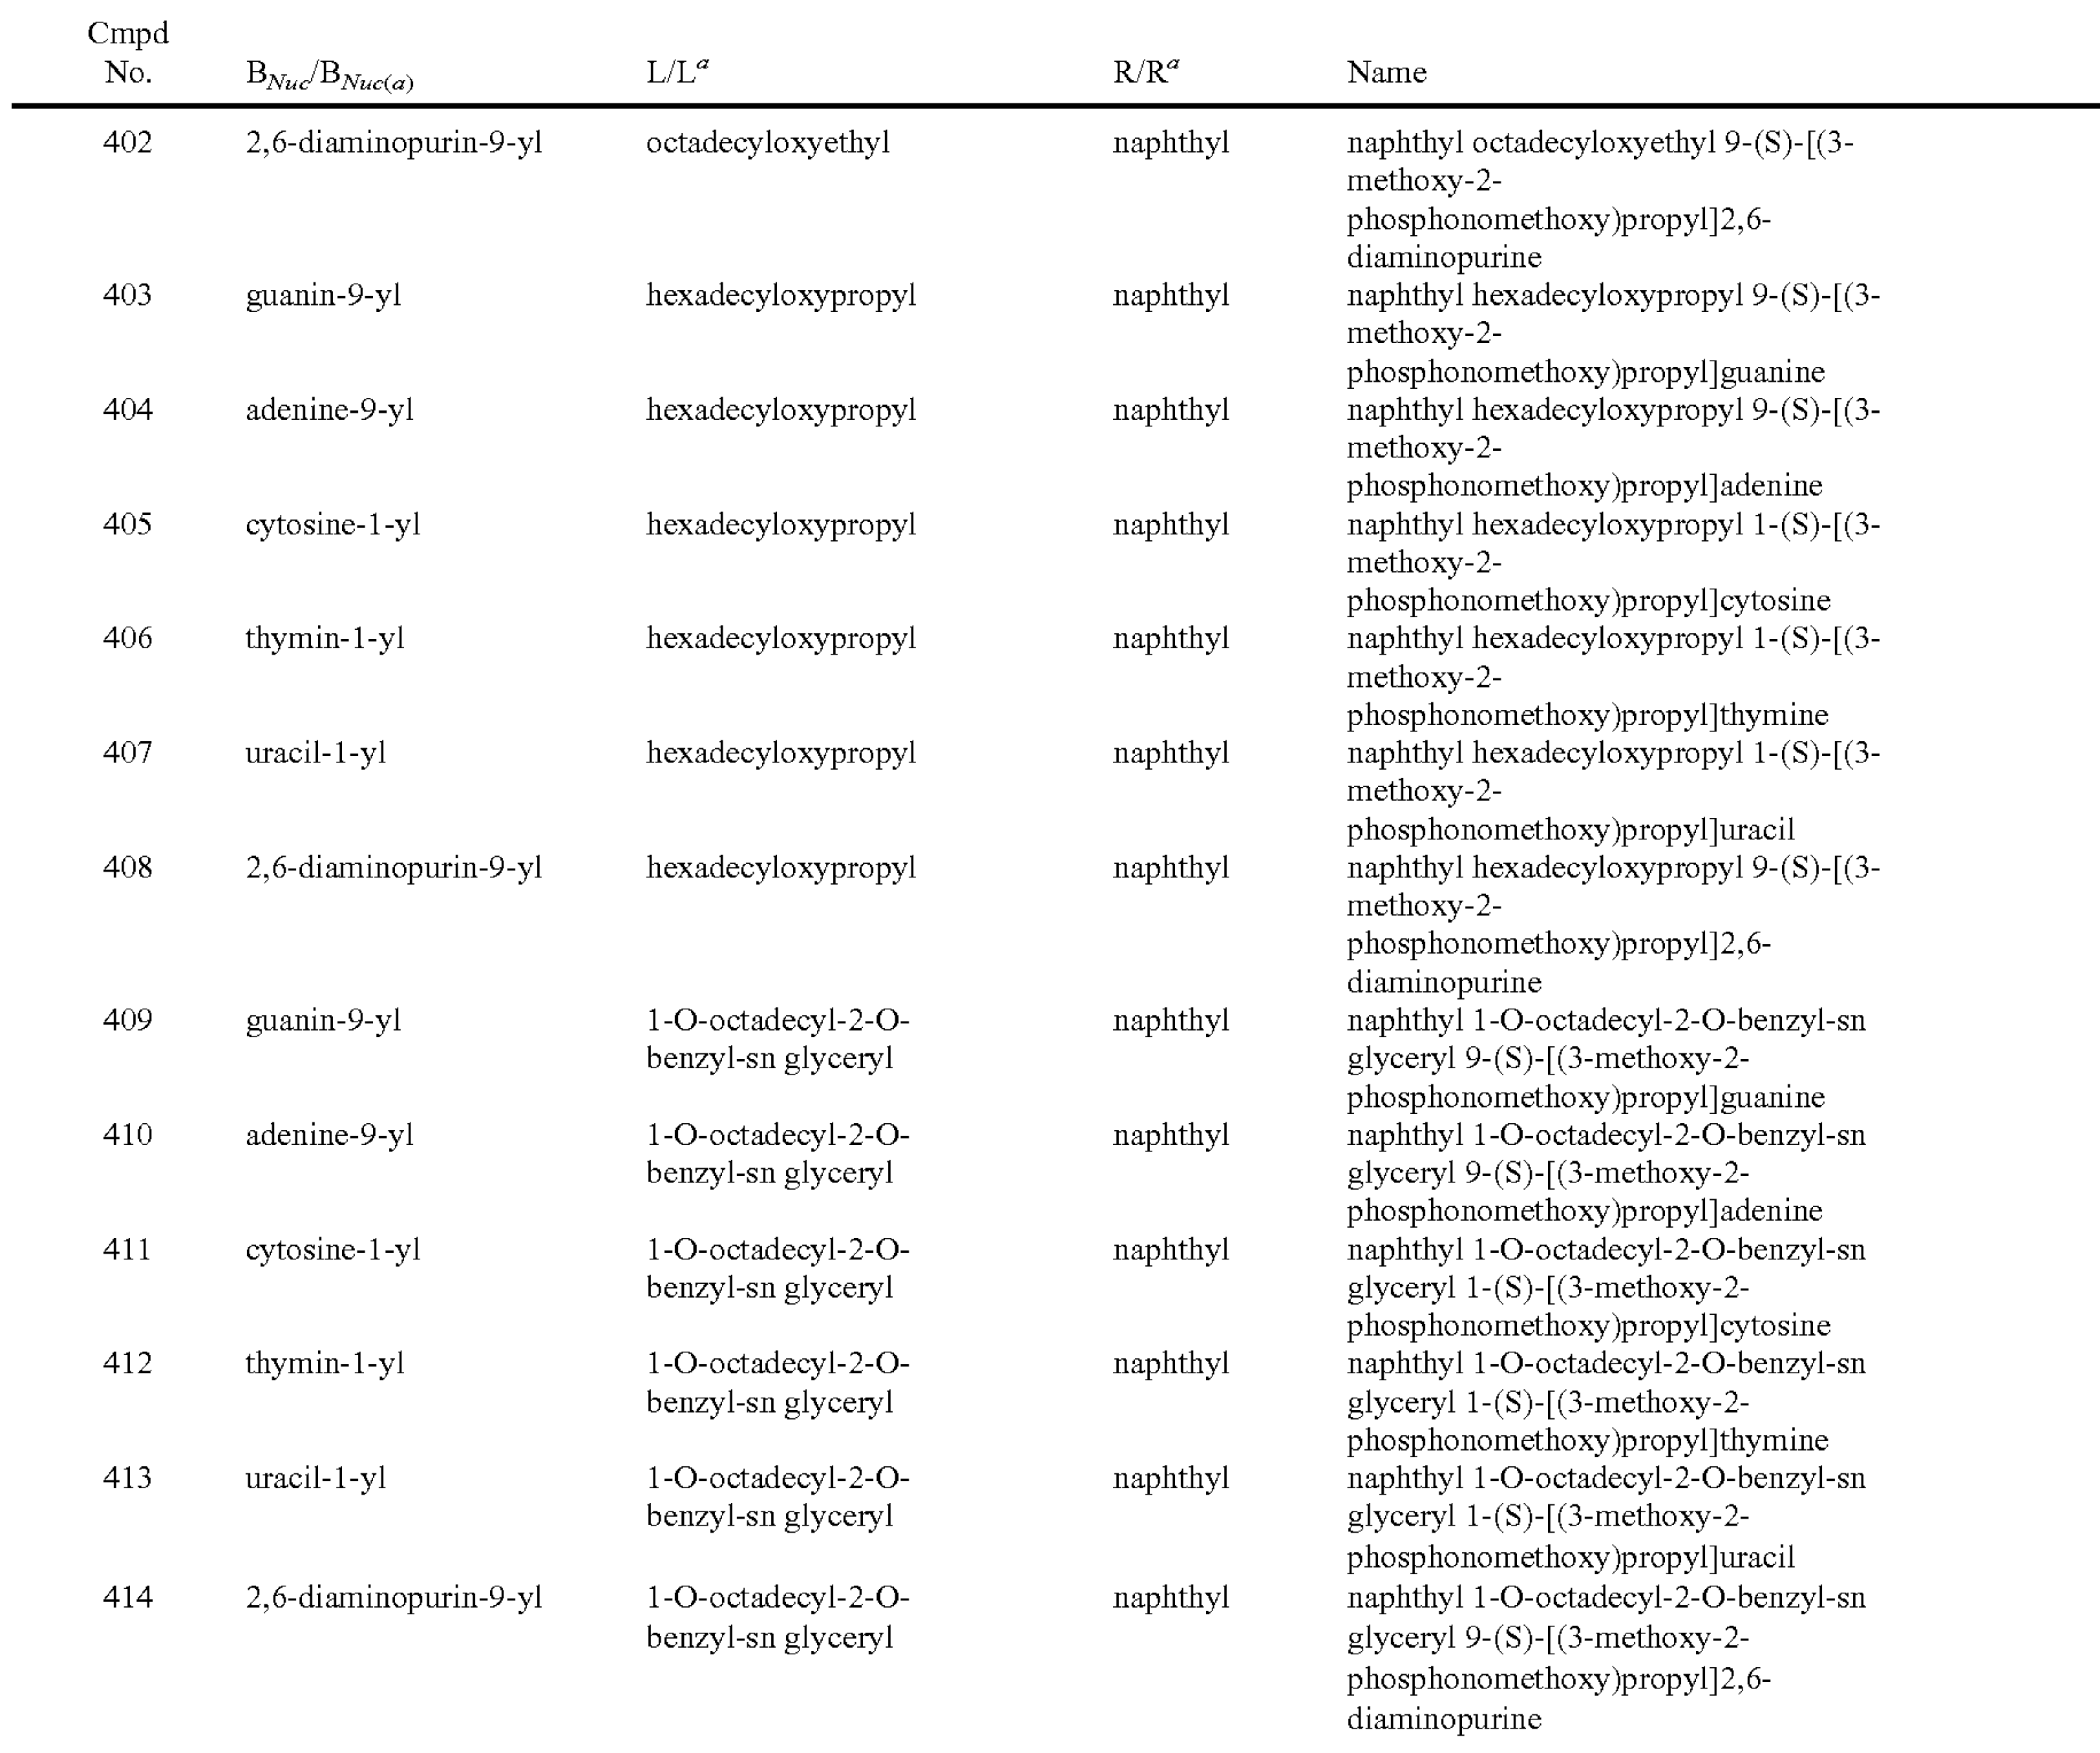 Cmpd
No. B_Nuc/B_Nuc(a) L/L^a R/R^a Name
402 2,6-diaminopurin-9-yl octadecyloxyethyl naphthyl naphthyl octadecyloxyethyl 9-(S)-[(3-
methoxy-2-
phosphonomethoxy)propyl]2,6-
diaminopurine
403 guanin-9-yl hexadecyloxypropyl naphthyl naphthyl hexadecyloxypropyl 9-(S)-[(3-
methoxy-2-
phosphonomethoxy)propyl]guanine
404 adenine-9-yl hexadecyloxypropyl naphthyl naphthyl hexadecyloxypropyl 9-(S)-[(3-
methoxy-2-
phosphonomethoxy)propyl]adenine
405 cytosine-1-yl hexadecyloxypropyl naphthyl naphthyl hexadecyloxypropyl 1-(S)-[(3-
methoxy-2-
phosphonomethoxy)propyl]cytosine
406 thymin-1-yl hexadecyloxypropyl naphthyl naphthyl hexadecyloxypropyl 1-(S)-[(3-
methoxy-2-
phosphonomethoxy)propyl]thymine
407 uracil-1-yl hexadecyloxypropyl naphthyl naphthyl hexadecyloxypropyl 1-(S)-[(3-
methoxy-2-
phosphonomethoxy)propyl]uracil
408 2,6-diaminopurin-9-yl hexadecyloxypropyl naphthyl naphthyl hexadecyloxypropyl 9-(S)-[(3-
methoxy-2-
phosphonomethoxy)propyl]2,6-
diaminopurine
409 guanin-9-yl 1-O-octadecyl-2-O- naphthyl naphthyl 1-O-octadecyl-2-O-benzyl-sn
benzyl-sn glyceryl glyceryl 9-(S)-[(3-methoxy-2-
phosphonomethoxy)propyl]guanine
410 adenine-9-yl 1-O-octadecyl-2-O- naphthyl naphthyl 1-O-octadecyl-2-O-benzyl-sn
benzyl-sn glyceryl glyceryl 9-(S)-[(3-methoxy-2-
phosphonomethoxy)propyl]adenine
411 cytosine-1-yl 1-O-octadecyl-2-O- naphthyl naphthyl 1-O-octadecyl-2-O-benzyl-sn
benzyl-sn glyceryl glyceryl 1-(S)-[(3-methoxy-2-
phosphonomethoxy)propyl]cytosine
412 thymin-1-yl 1-O-octadecyl-2-O- naphthyl naphthyl 1-O-octadecyl-2-O-benzyl-sn
benzyl-sn glyceryl glyceryl 1-(S)-[(3-methoxy-2-
phosphonomethoxy)propyl]thymine
413 uracil-1-yl 1-O-octadecyl-2-O- naphthyl naphthyl 1-O-octadecyl-2-O-benzyl-sn
benzyl-sn glyceryl glyceryl 1-(S)-[(3-methoxy-2-
phosphonomethoxy)propyl]uracil
414 2,6-diaminopurin-9-yl 1-O-octadecyl-2-O- naphthyl naphthyl 1-O-octadecyl-2-O-benzyl-sn
benzyl-sn glyceryl glyceryl 9-(S)-[(3-methoxy-2-
phosphonomethoxy)propyl]2,6-
diaminopurine